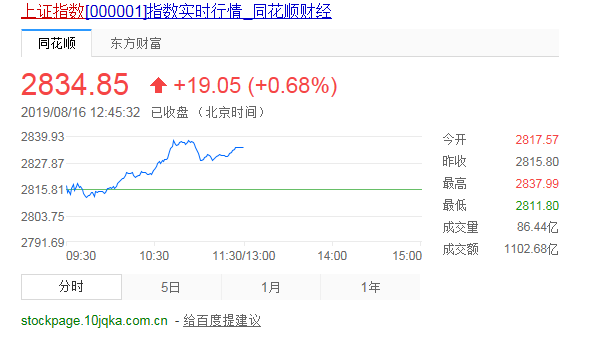 上证指数[000001]指数实时行情_同花顺财经
同花顺 东方财富
2834.85 +19.05 (+0.68%)
2019/08/16 12:45:32 已收盘 （北京时间）
2839.93
2827.87
2815.81
2803.75
2791.69
09:30 10:30 11:30/13:00 14:00 15:00
今开 2817.57
昨收 2815.80
最高 2837.99
最低 2811.80
成交量 86.44亿
成交额 1102.68亿
分时 5日 1月 1年
stockpage.10jqka.com.cn - 给百度提建议